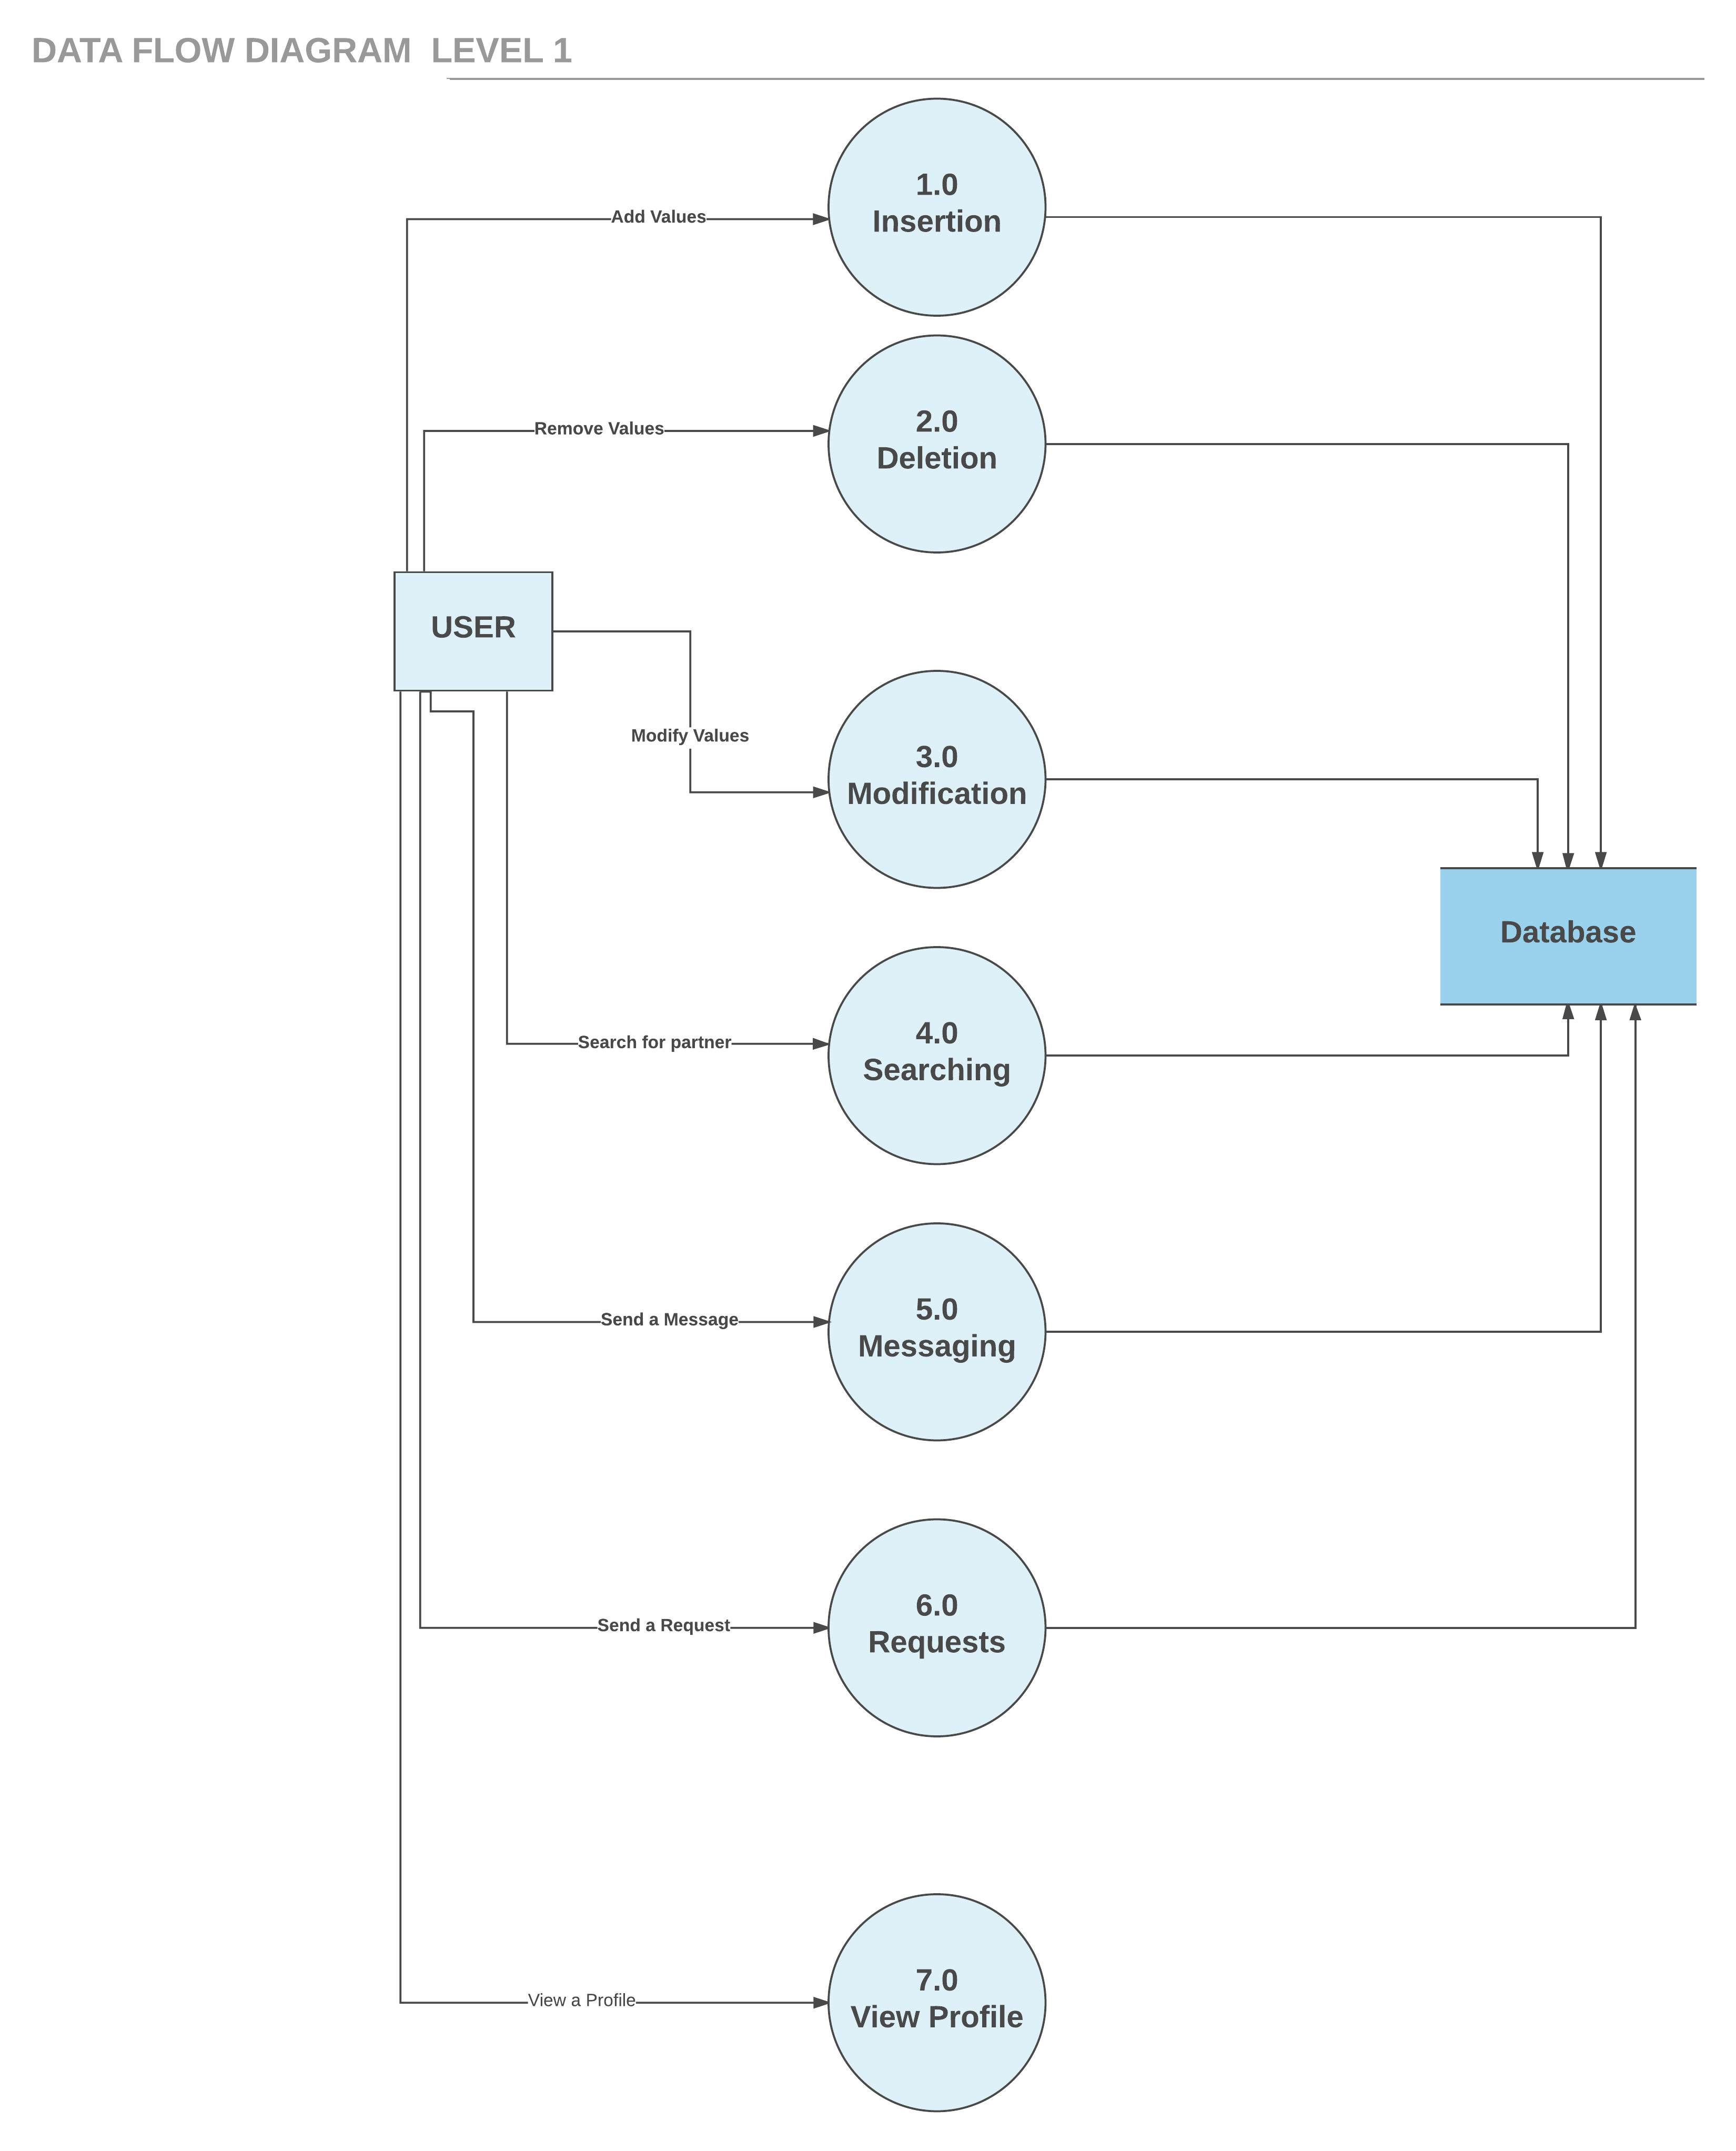 DATA FLOW DIAGRAM  LEVEL 1
1.0
Insertion
Add Values
2.0
Deletion
Remove Values
USER
Modify Values
3.0
Modification
Database
4.0
Searching
Search for partner
5.0
Messaging
Send a Message
6.0
Requests
Send a Request
7.0
View Profile
View a Profile